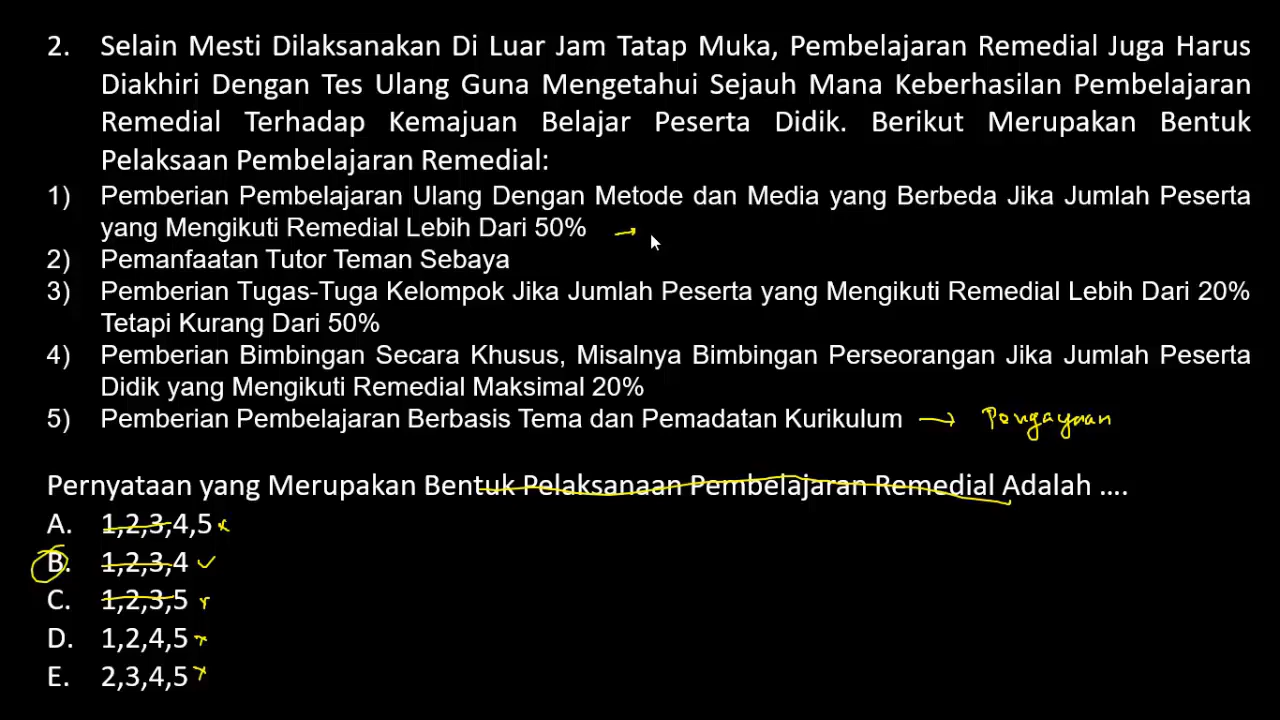 2. Selain Mesti Dilaksanakan Di Luar Jam Tatap Muka, Pembelajaran Remedial Juga Harus
Diakhiri Dengan Tes Ulang Guna Mengetahui Sejauh Mana Keberhasilan Pembelajaran
Remedial Terhadap Kemajuan Belajar Peserta Didik. Berikut Merupakan Bentuk
Pelaksaan Pembelajaran Remedial:
1) Pemberian Pembelajaran Ulang Dengan Metode dan Media yang Berbeda Jika Jumlah Peserta
yang Mengikuti Remedial Lebih Dari 50% →
2) Pemanfaatan Tutor Teman Sebaya
3) Pemberian Tugas-Tuga Kelompok Jika Jumlah Peserta yang Mengikuti Remedial Lebih Dari 20%
Tetapi Kurang Dari 50%
4) Pemberian Bimbingan Secara Khusus, Misalnya Bimbingan Perseorangan Jika Jumlah Peserta
Didik yang Mengikuti Remedial Maksimal 20%
5) Pemberian Pembelajaran Berbasis Tema dan Pemadatan Kurikulum → Pengayaan
Pernyataan yang Merupakan Bentuk Pelaksanaan Pembelajaran Remedial Adalah ....
A. 1,2,3,4,5 ×
B. 1,2,3,4 ✓
C. 1,2,3,5 ×
D. 1,2,4,5 ×
E. 2,3,4,5 ×